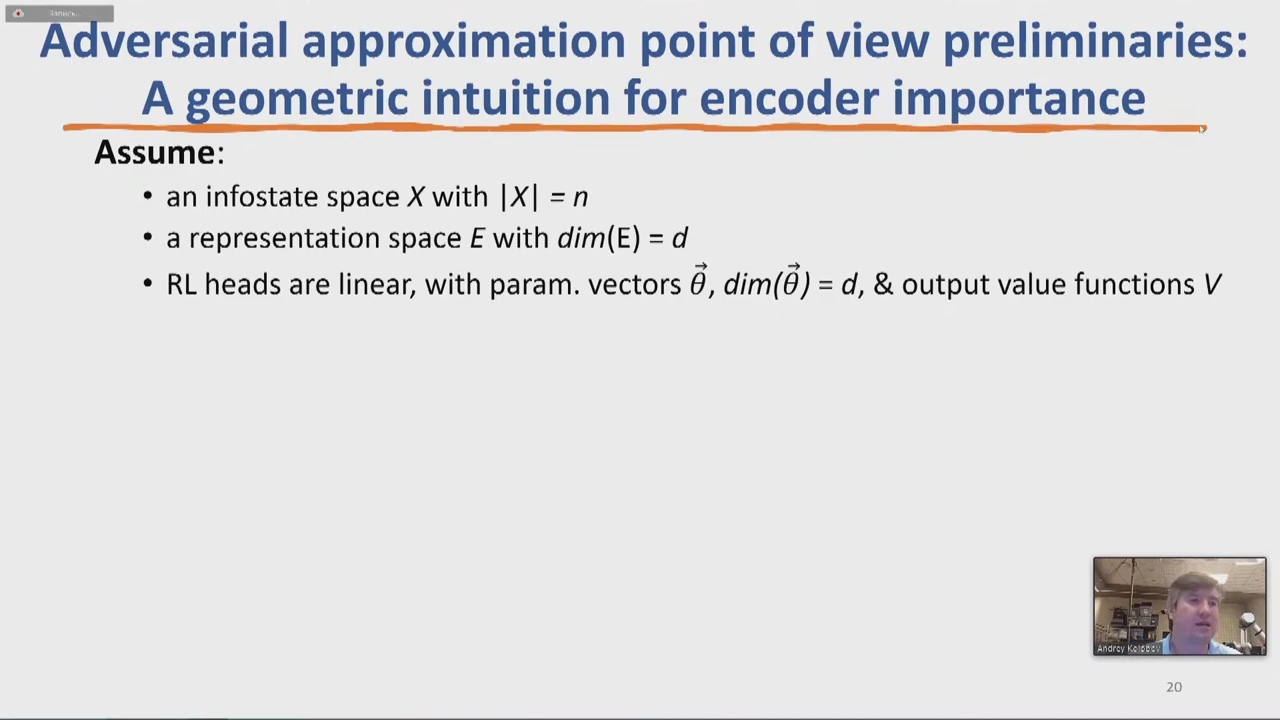 Запись...
Adversarial approximation point of view preliminaries:
A geometric intuition for encoder importance
Assume:
• an infostate space X with |X| = n
• a representation space E with dim(E) = d
• RL heads are linear, with param. vectors θ⃗, dim(θ⃗) = d, & output value functions V
Andrey Kolobov
20